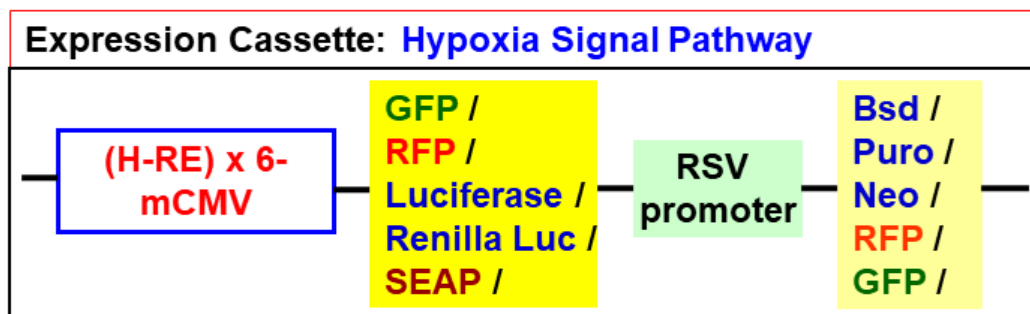 Expression Cassette: Hypoxia Signal Pathway
(H-RE) x 6-
mCMV
GFP /
RFP /
Luciferase /
Renilla Luc /
SEAP /
RSV
promoter
Bsd /
Puro /
Neo /
RFP /
GFP /